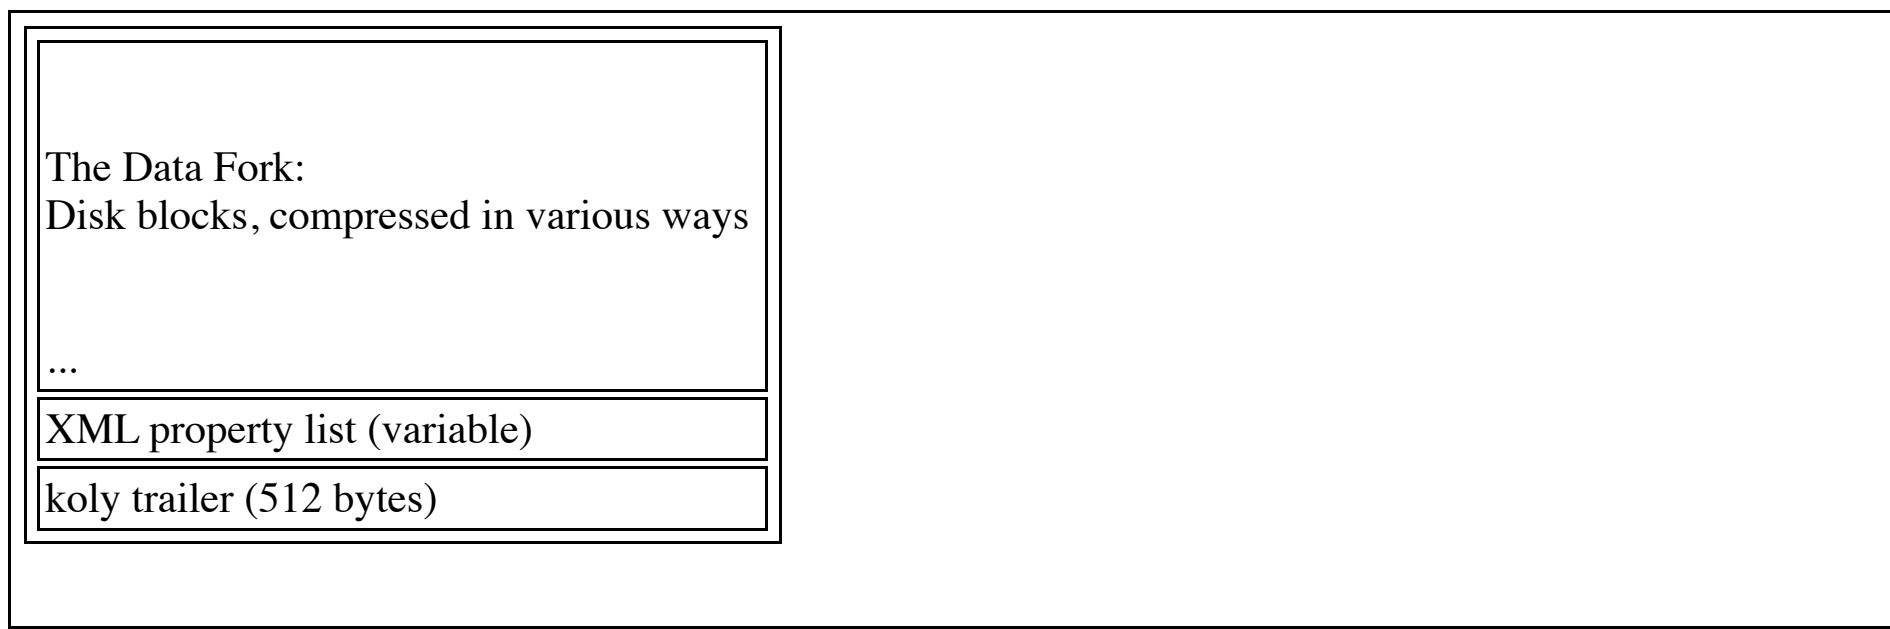 The Data Fork:
Disk blocks, compressed in various ways
...
XML property list (variable)
koly trailer (512 bytes)